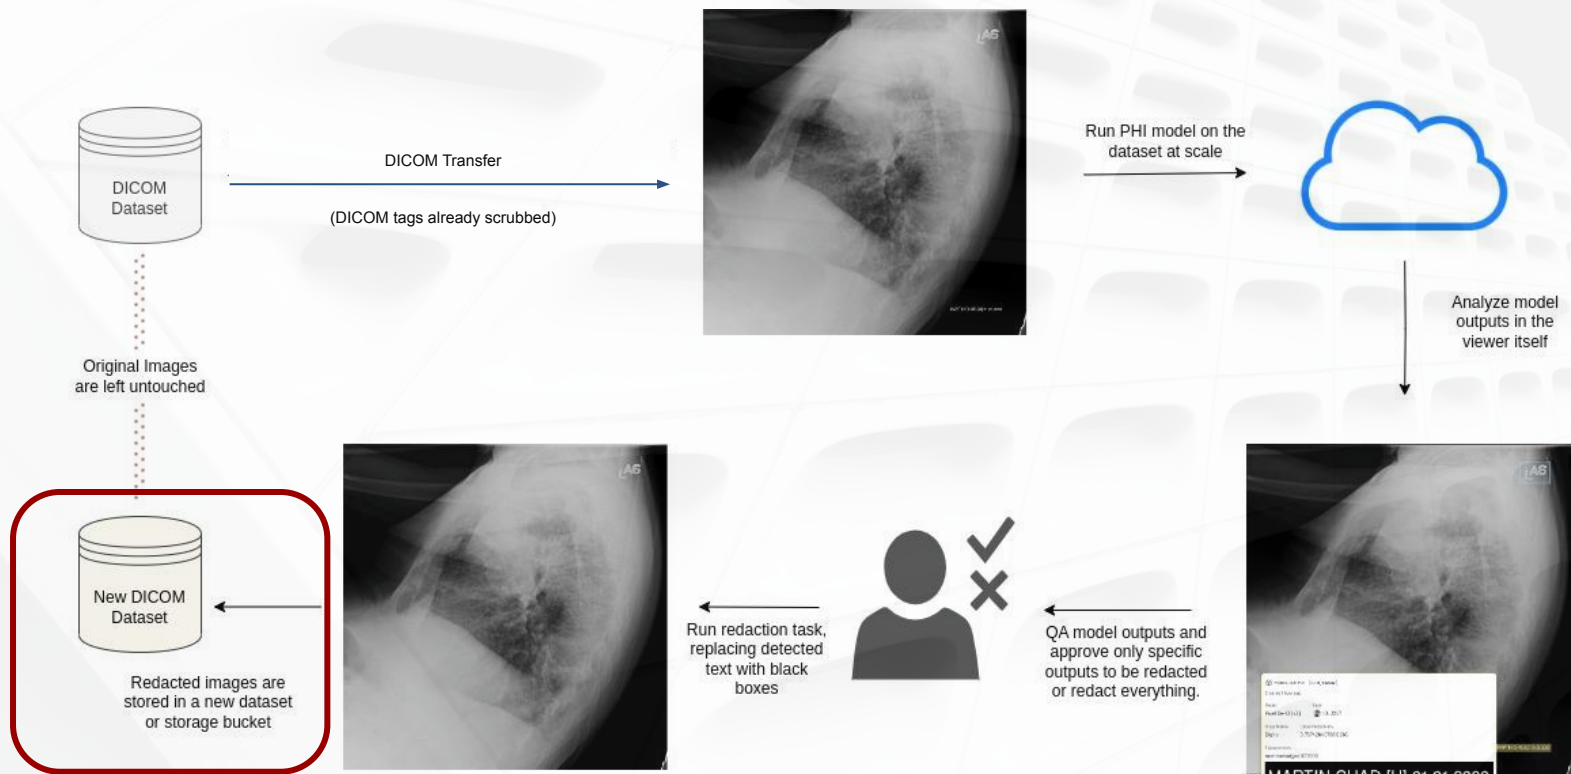 DICOM
Dataset
DICOM Transfer
(DICOM tags already scrubbed)
LAS
Run PHI model on the
dataset at scale
Analyze model
outputs in the
viewer itself
Original Images
are left untouched
LAS
QA model outputs and
approve only specific
outputs to be redacted
or redact everything.
Run redaction task,
replacing detected
text with black
boxes
LAS
New DICOM
Dataset
Redacted images are
stored in a new dataset
or storage bucket